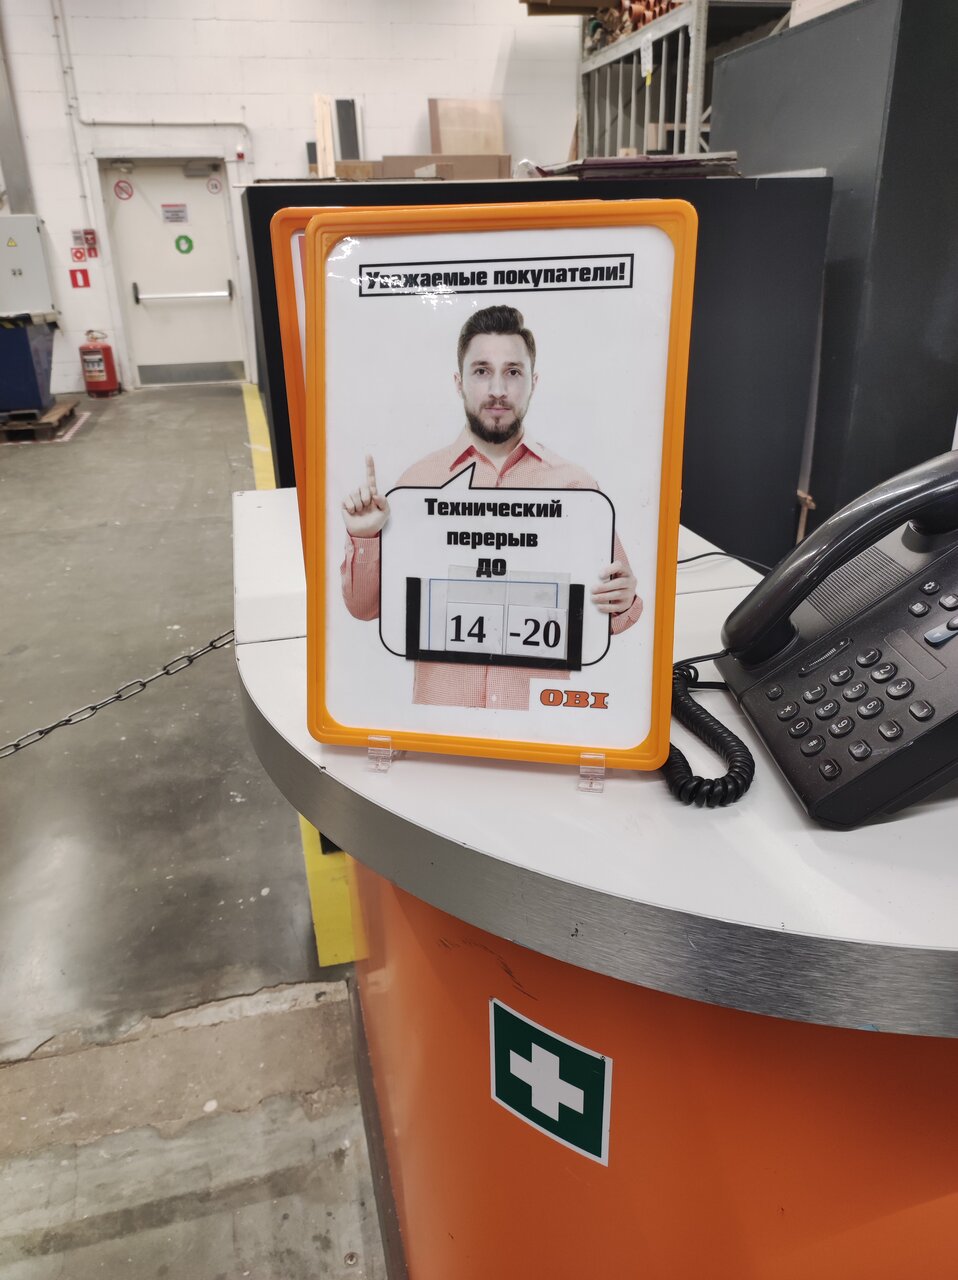 Уважаемые покупатели!
Технический
перерыв
до
14 -20
OBI